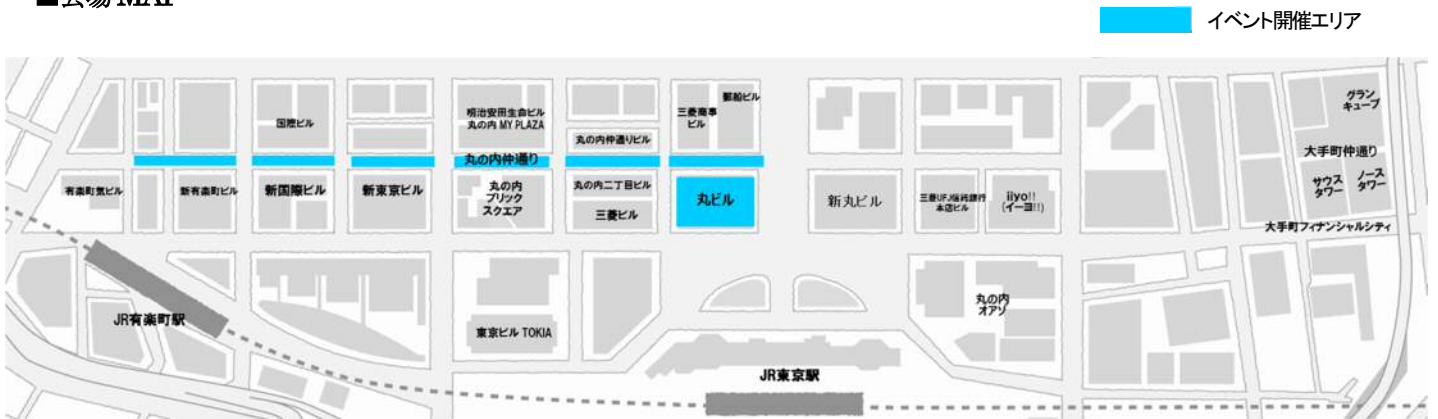 ■会場 MAP
イベント開催エリア
グラン
キューブ
郵船ビル
三菱商事
ビル
明治安田生命ビル
丸の内 MY PLAZA
国際ビル
丸の内仲通りビル
大手町仲通り
丸の内仲通り
サウス
タワー
ノース
タワー
有楽町電気ビル
新有楽町ビル
新国際ビル
新東京ビル
丸の内
ブリック
スクエア
丸の内二丁目ビル
三菱ビル
丸ビル
新丸ビル
三菱UFJ信託銀行
本店ビル
iiyo!!
(イーヨ!!)
大手町フィナンシャルシティ
丸の内
オアゾ
JR有楽町駅
東京ビル TOKIA
JR東京駅